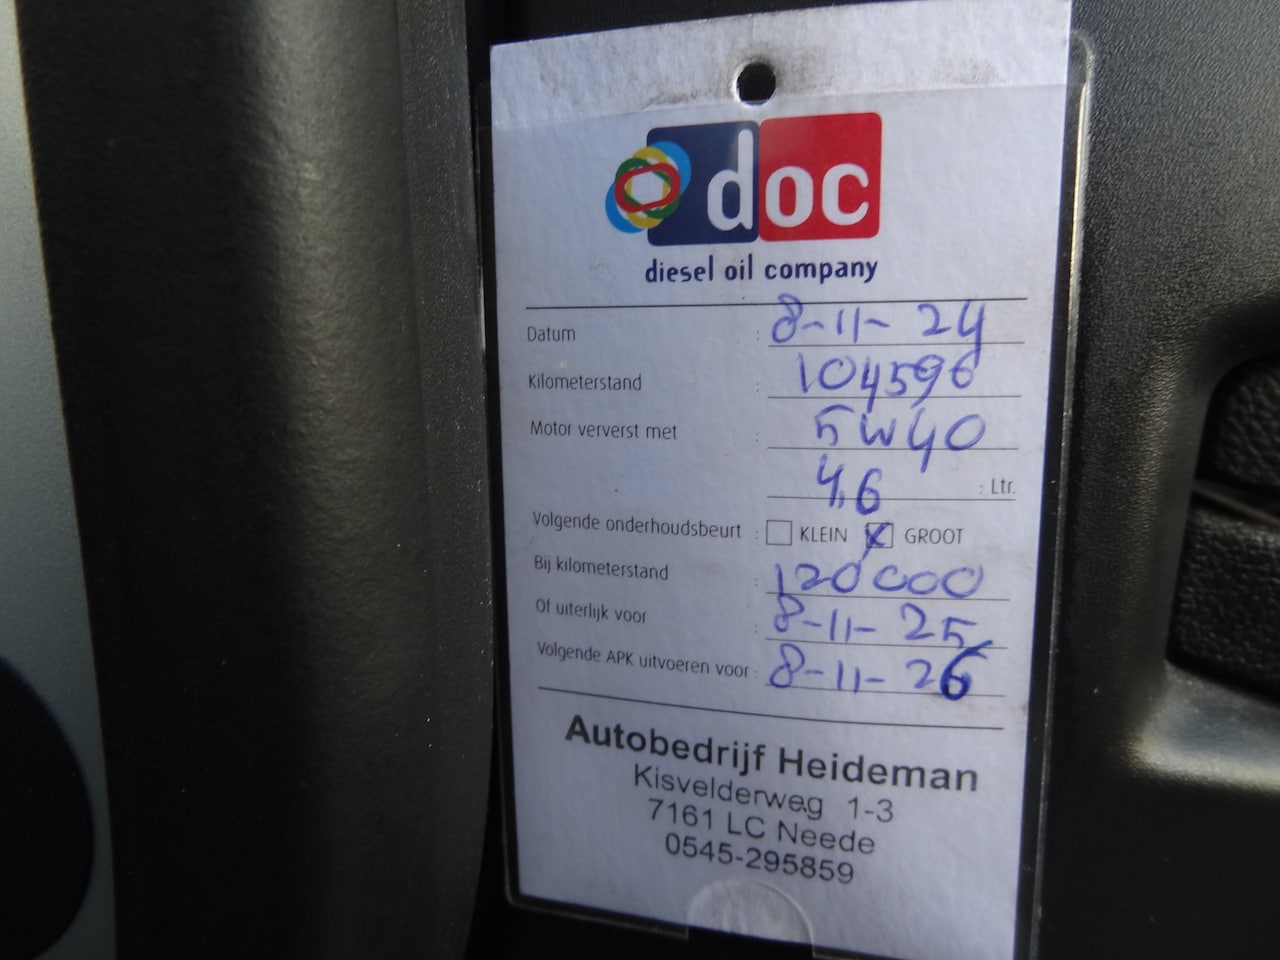 doc
diesel oil company
Datum : 8-11-24
Kilometerstand : 104596
Motor ververst met : 5W40
4,6 : Ltr.
Volgende onderhoudsbeurt : KLEIN GROOT
Bij kilometerstand : 120000
Of uiterlijk voor : 8-11-25
Volgende APK uitvoeren voor : 8-11-26
Autobedrijf Heideman
Kisvelderweg 1-3
7161 LC Neede
0545-295859